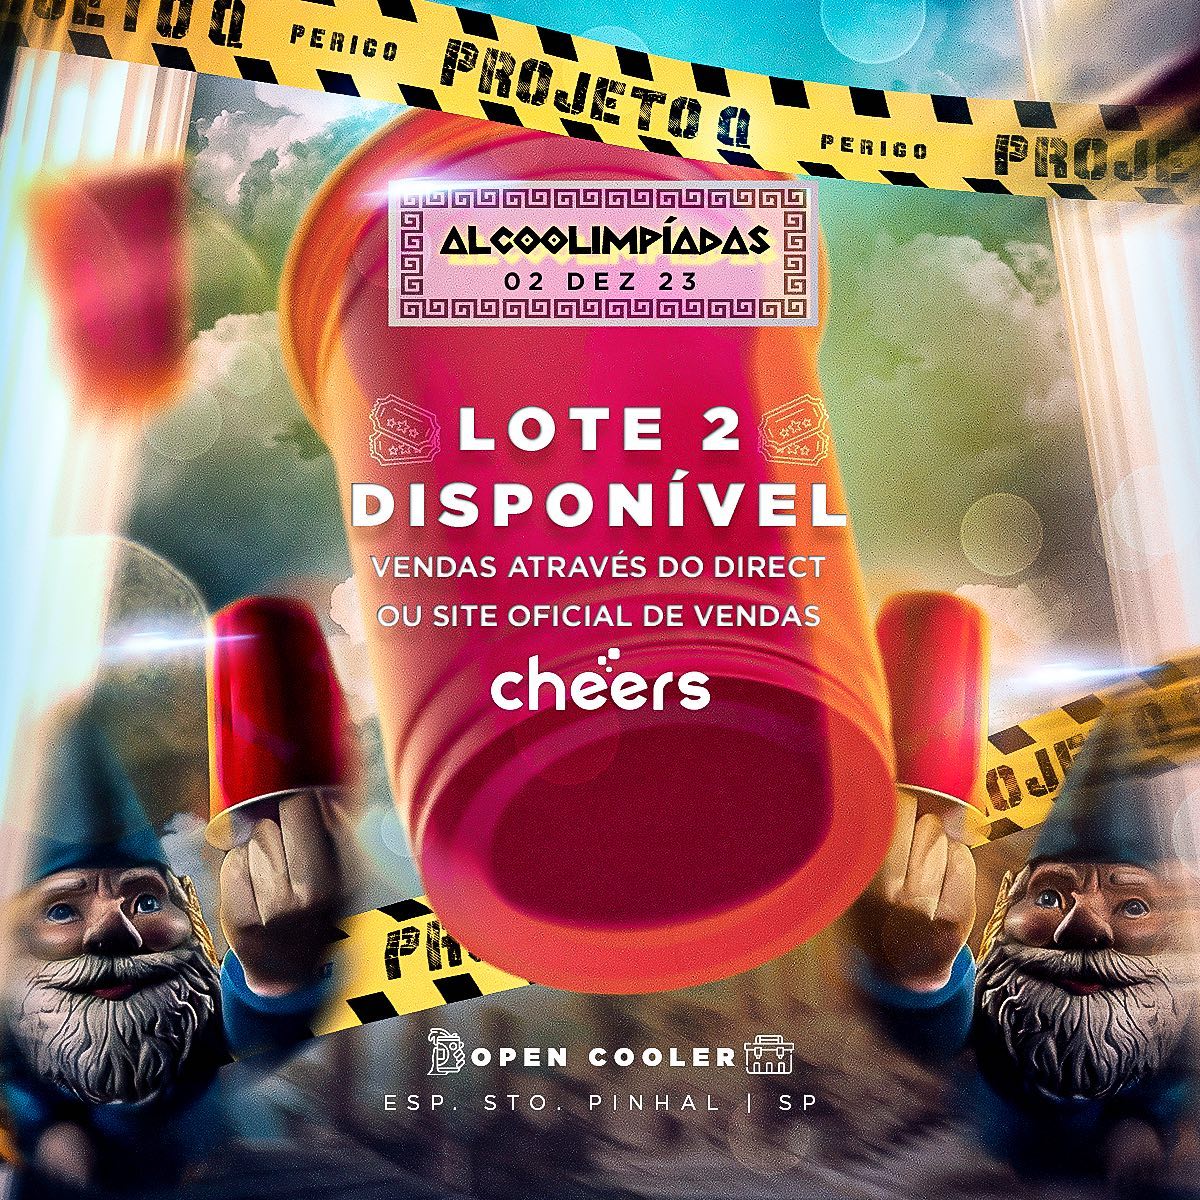 PROJETO Q PERIGO PROJETO Q PERIGO PROJE
ALCOOLIMPÍADAS
02 DEZ 23
LOTE 2
DISPONÍVEL
VENDAS ATRAVÉS DO DIRECT
OU SITE OFICIAL DE VENDAS
cheers
OPEN COOLER
ESP. STO. PINHAL | SP